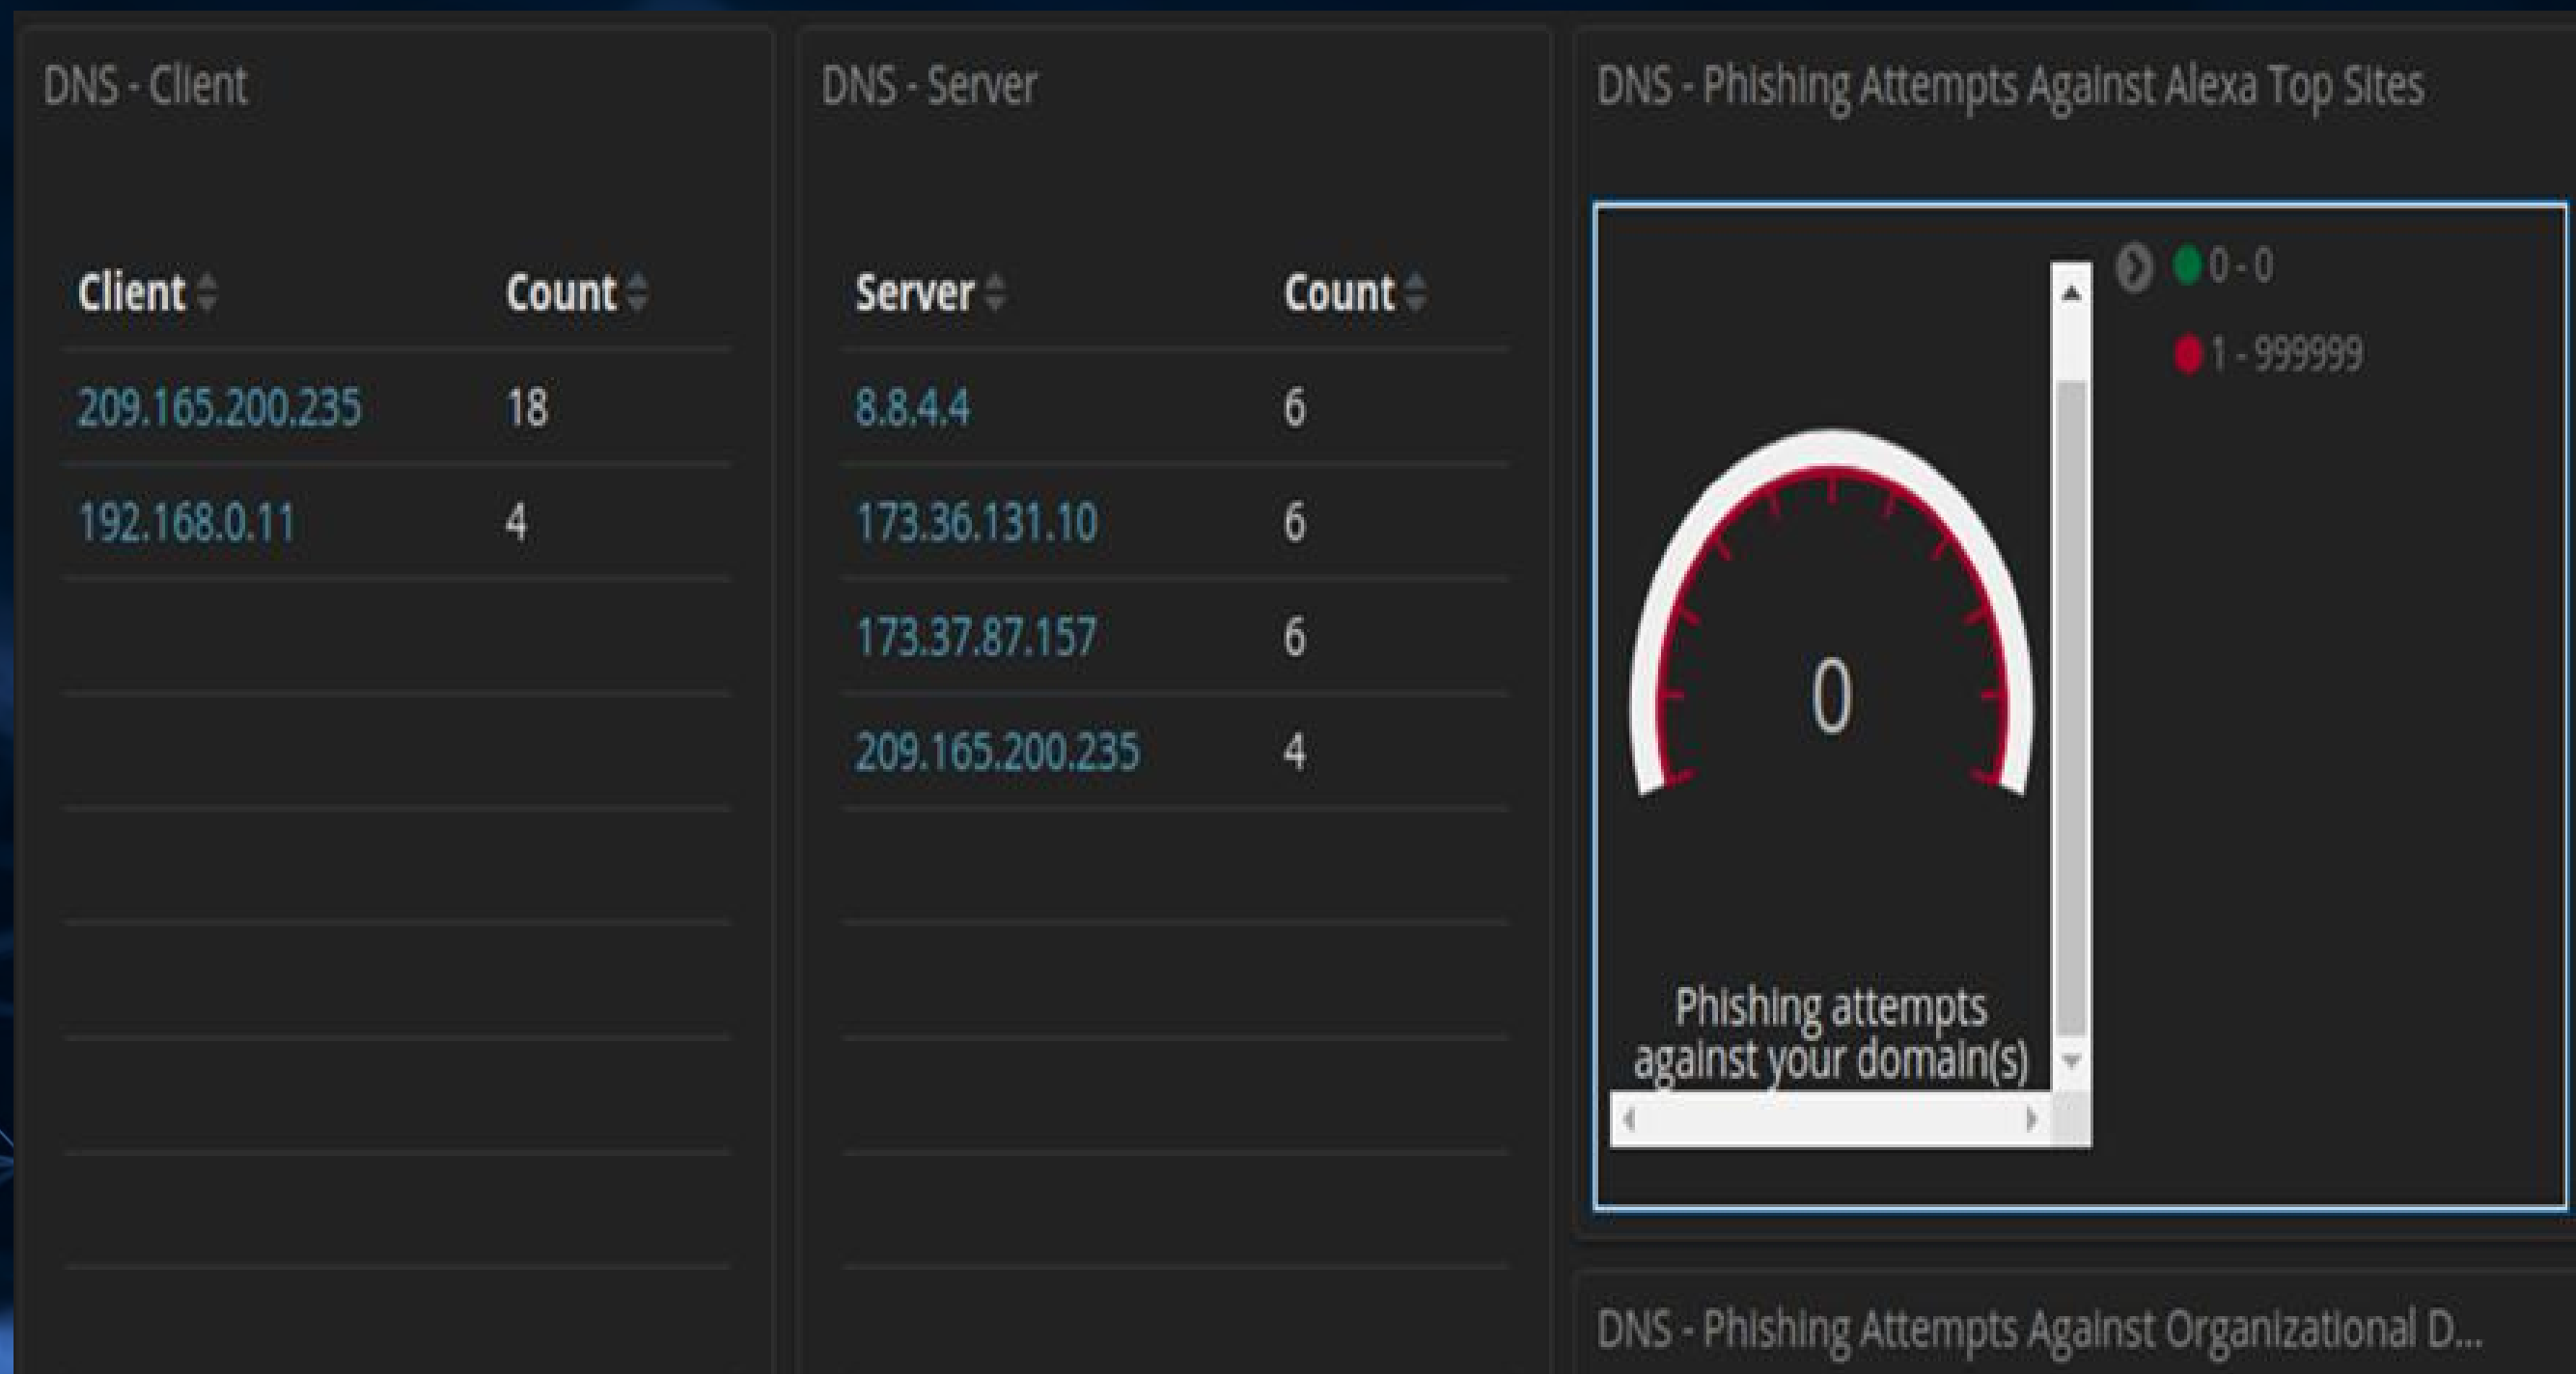 DNS - Client
Client Count
209.165.200.235 18
192.168.0.11 4
DNS - Server
Server Count
8.8.4.4 6
173.36.131.10 6
173.37.87.157 6
209.165.200.235 4
DNS - Phishing Attempts Against Alexa Top Sites
0 - 0
1 - 999999
0
Phishing attempts
against your domain(s)
DNS - Phishing Attempts Against Organizational D...